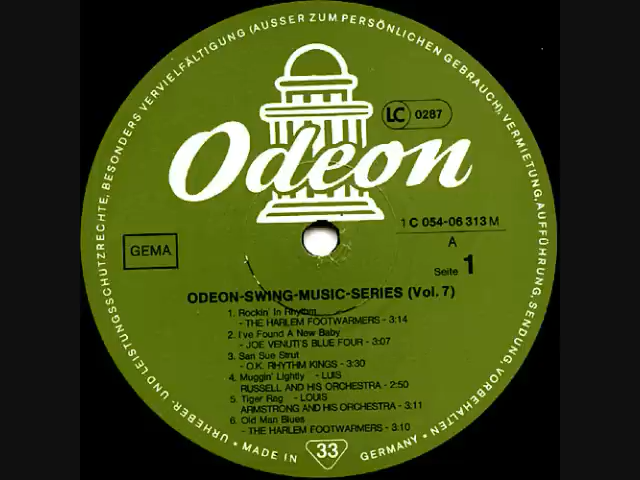 URHEBER- UND LEISTUNGSSCHUTZRECHTE, BESONDERS VERVIELFÄLTIGUNG (AUSSER ZUM PERSÖNLICHEN GEBRAUCH), VERMIETUNG, AUFFÜHRUNG, SENDUNG, VORBEHALTEN
Odeon
LC 0287
1 C 054-06 313 M
A
GEMA
Seite 1
ODEON-SWING-MUSIC-SERIES (Vol. 7)
1. Rockin' In Rhythm
- THE HARLEM FOOTWARMERS - 3:14
2. I've Found A New Baby
- JOE VENUTI'S BLUE FOUR - 3:07
3. San Sue Strut
- O.K. RHYTHM KINGS - 3:30
4. Muggin' Lightly - LUIS
RUSSELL AND HIS ORCHESTRA - 2:50
5. Tiger Rag - LOUIS
ARMSTRONG AND HIS ORCHESTRA - 3:11
6. Old Man Blues
- THE HARLEM FOOTWARMERS - 3:10
• MADE IN 33 GERMANY •